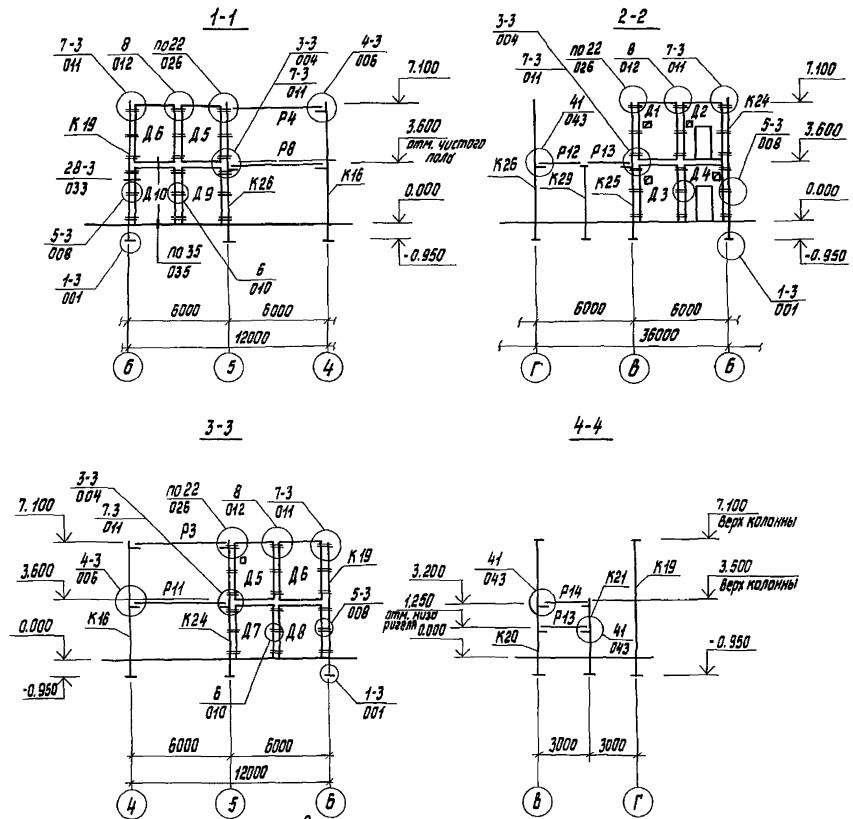 1-1
7-3
011
8
012
по 22
026
3-3
004
7-3
011
4-3
006
7.100
К19
Д6
Д5
Р4
3.600
отм. чистого
пола
Р8
28-3
033
Д10
Д9
К26
К16
0.000
5-3
008
-0.950
1-3
001
по 35
035
6
010
6000
6000
12000
6
5
4
2-2
3-3
004
7-3
011
по 22
026
8
012
7-3
011
7.100
К24
41
043
Д1
Д2
3.600
5-3
008
Р12
Р13
К26
К29
К25
Д3
Д4
0.000
-0.950
1-3
001
6000
6000
36000
Г
В
Б
3-3
3-3
004
7.3
011
по 22
026
8
012
7-3
011
7.100
Р3
К19
4-3
006
Д5
Д6
3.600
Р11
5-3
008
К16
К24
Д7
Д8
0.000
-0.950
6
010
1-3
001
6000
6000
12000
4
5
6
4-4
7.100
верх колонны
41
043
К21
К19
3.200
Р14
3.500
верх колонны
1.250
отм. низа
ригеля
Р13
0.000
К20
41
043
-0.950
3000
3000
В
Г